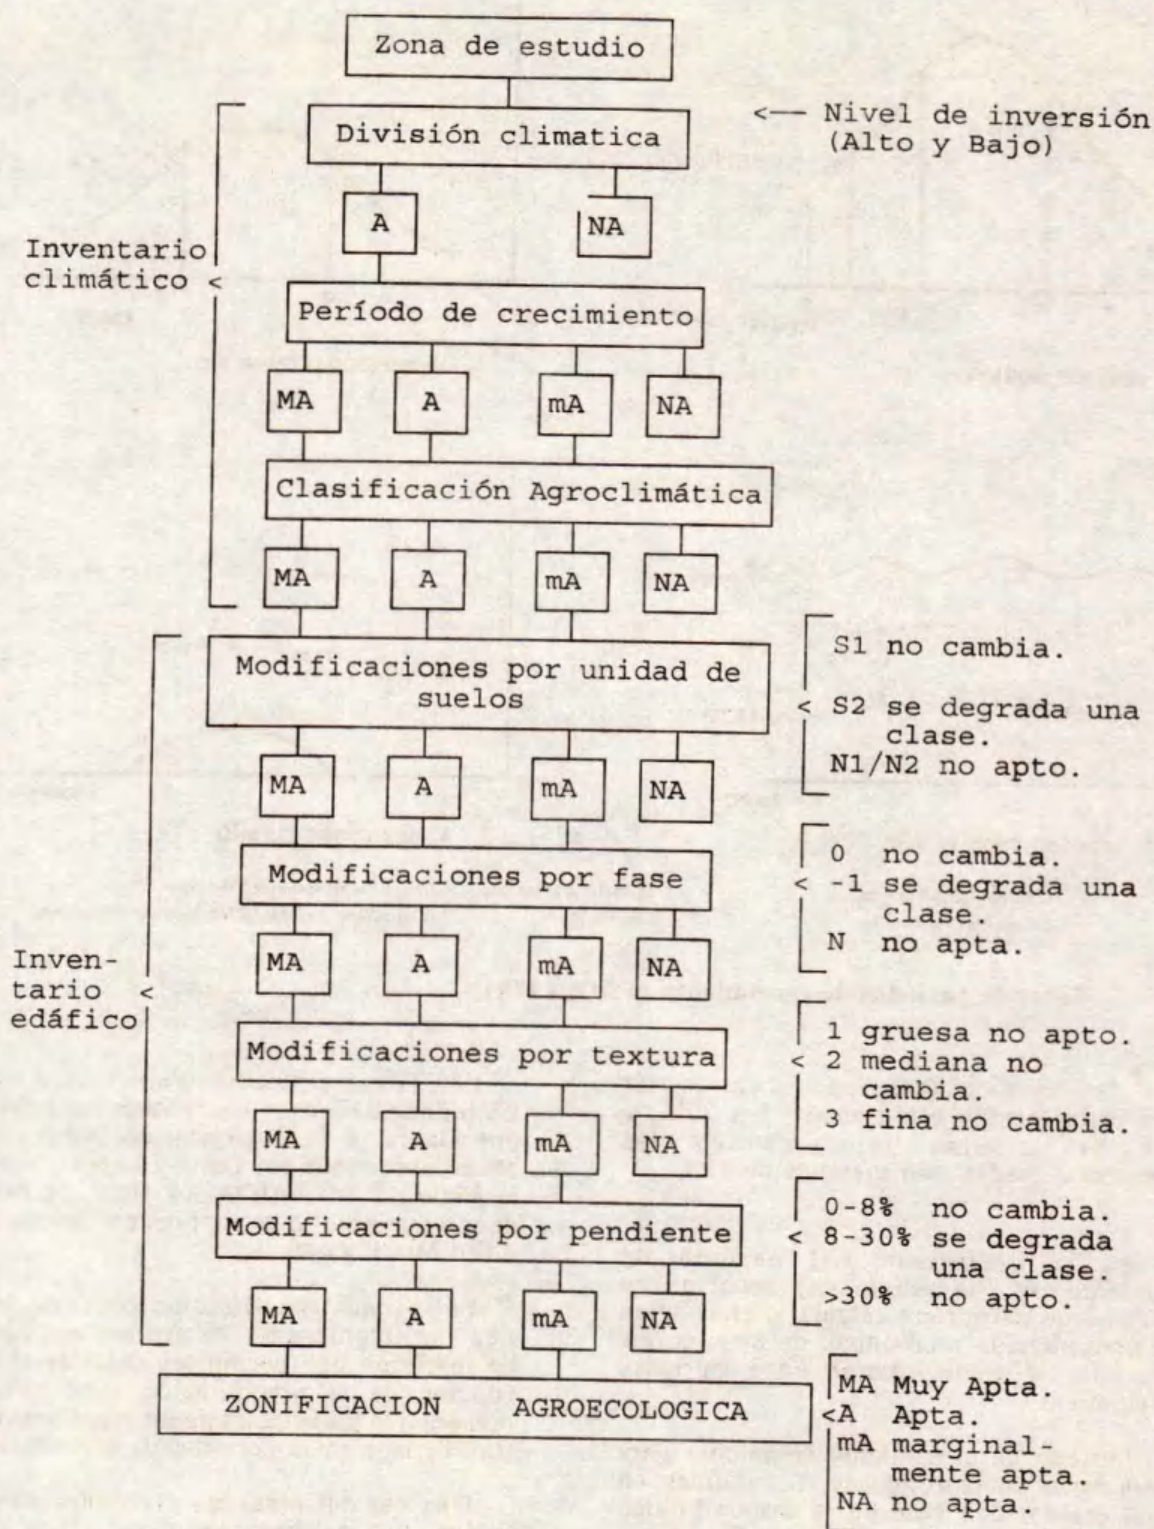 Zona de estudio
División climatica
<-- Nivel de inversión
(Alto y Bajo)
A NA
Inventario
climático <
Período de crecimiento
MA A mA NA
Clasificación Agroclimática
MA A mA NA
Modificaciones por unidad de
suelos
S1 no cambia.
< S2 se degrada una
clase.
N1/N2 no apto.
MA A mA NA
Modificaciones por fase
0 no cambia.
< -1 se degrada una
clase.
N no apta.
MA A mA NA
Inven-
tario <
edáfico
Modificaciones por textura
1 gruesa no apto.
< 2 mediana no
cambia.
3 fina no cambia.
MA A mA NA
Modificaciones por pendiente
0-8% no cambia.
< 8-30% se degrada
una clase.
>30% no apto.
MA A mA NA
ZONIFICACION AGROECOLOGICA
MA Muy Apta.
<A Apta.
mA marginal-
mente apta.
NA no apta.